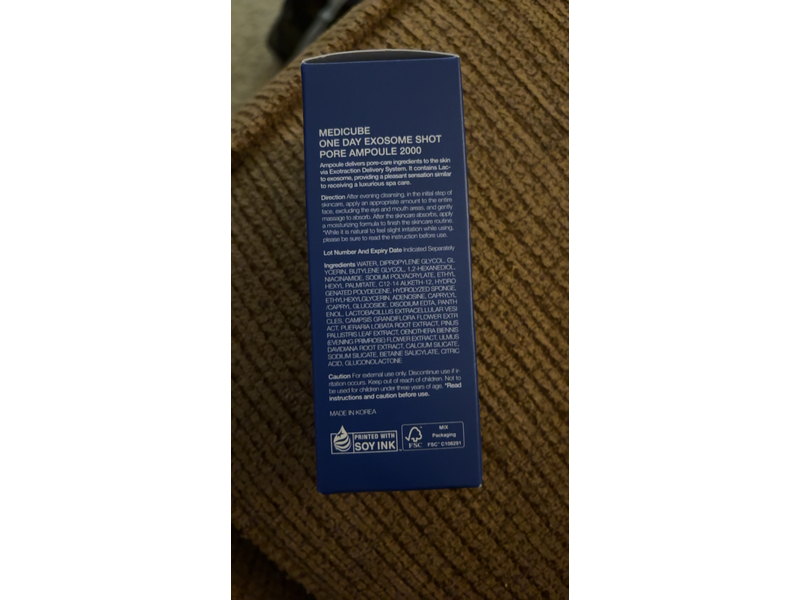 MEDICUBE
ONE DAY EXOSOME SHOT
PORE AMPOULE 2000
Ampoule delivers pore-care ingredients to the skin
via Exotraction Delivery System. It contains Lac-
to exosome, providing a pleasant sensation similar
to receiving a luxurious spa care.
Direction After evening cleansing, in the initial step of
skincare, apply an appropriate amount to the entire
face, excluding the eye and mouth areas, and gently
massage to absorb. After the skincare absorbs, apply
a moisturizing formula to finish the skincare routine.
*While it is natural to feel slight irritation while using,
please be sure to read the instruction before use.
Lot Number And Expiry Date Indicated Separately
Ingredients WATER, DIPROPYLENE GLYCOL, GL
YCERIN, BUTYLENE GLYCOL, 1,2-HEXANEDIOL,
NIACINAMIDE, SODIUM POLYACRYLATE, ETHYL
HEXYL PALMITATE, C12-14 ALKETH-12, HYDRO
GENATED POLYDECENE, HYDROLYZED SPONGE,
ETHYLHEXYLGLYCERIN, ADENOSINE, CAPRYLYL
/CAPRYL GLUCOSIDE, DISODIUM EDTA, PANTH
ENOL, LACTOBACILLUS EXTRACELLULAR VESI
CLES, CAMPSIS GRANDIFLORA FLOWER EXTR
ACT, PUERARIA LOBATA ROOT EXTRACT, PINUS
PALUSTRIS LEAF EXTRACT, OENOTHERA BIENNIS
(EVENING PRIMROSE) FLOWER EXTRACT, ULMUS
DAVIDIANA ROOT EXTRACT, CALCIUM SILICATE,
SODIUM SILICATE, BETAINE SALICYLATE, CITRIC
ACID, GLUCONOLACTONE
Caution For external use only. Discontinue use if ir-
ritation occurs. Keep out of reach of children. Not to
be used for children under three years of age. *Read
instructions and caution before use.
MADE IN KOREA
PRINTED WITH
SOY INK
FSC
MIX
Packaging
FSC® C106291